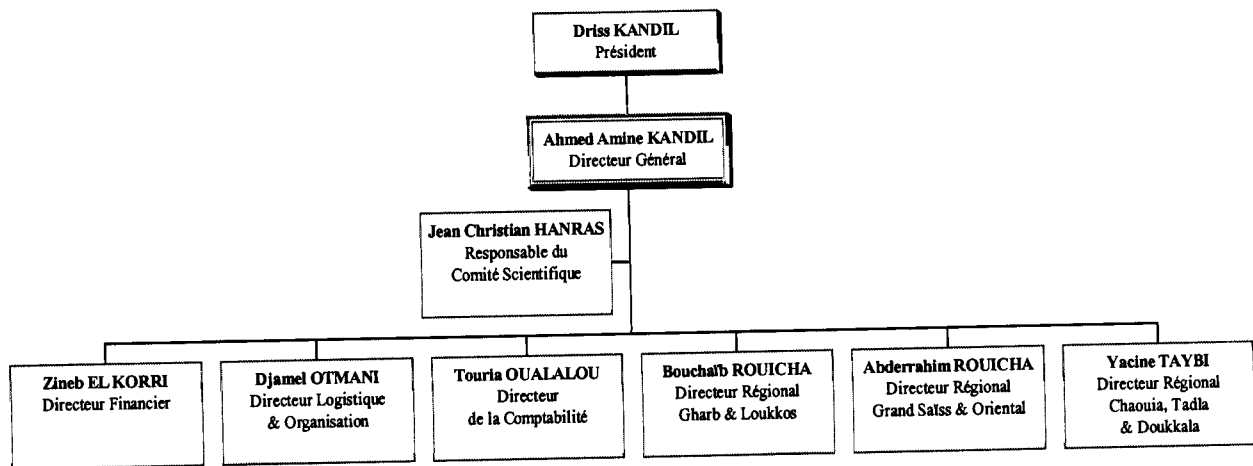 Driss KANDIL
Président
Ahmed Amine KANDIL
Directeur Général
Jean Christian HANRAS
Responsable du
Comité Scientifique
Zineb EL KORRI
Directeur Financier
Djamel OTMANI
Directeur Logistique
& Organisation
Touria OUALALOU
Directeur
de la Comptabilité
Bouchaïb ROUICHA
Directeur Régional
Gharb & Loukkos
Abderrahim ROUICHA
Directeur Régional
Grand Saïss & Oriental
Yacine TAYBI
Directeur Régional
Chaouia, Tadla
& Doukkala